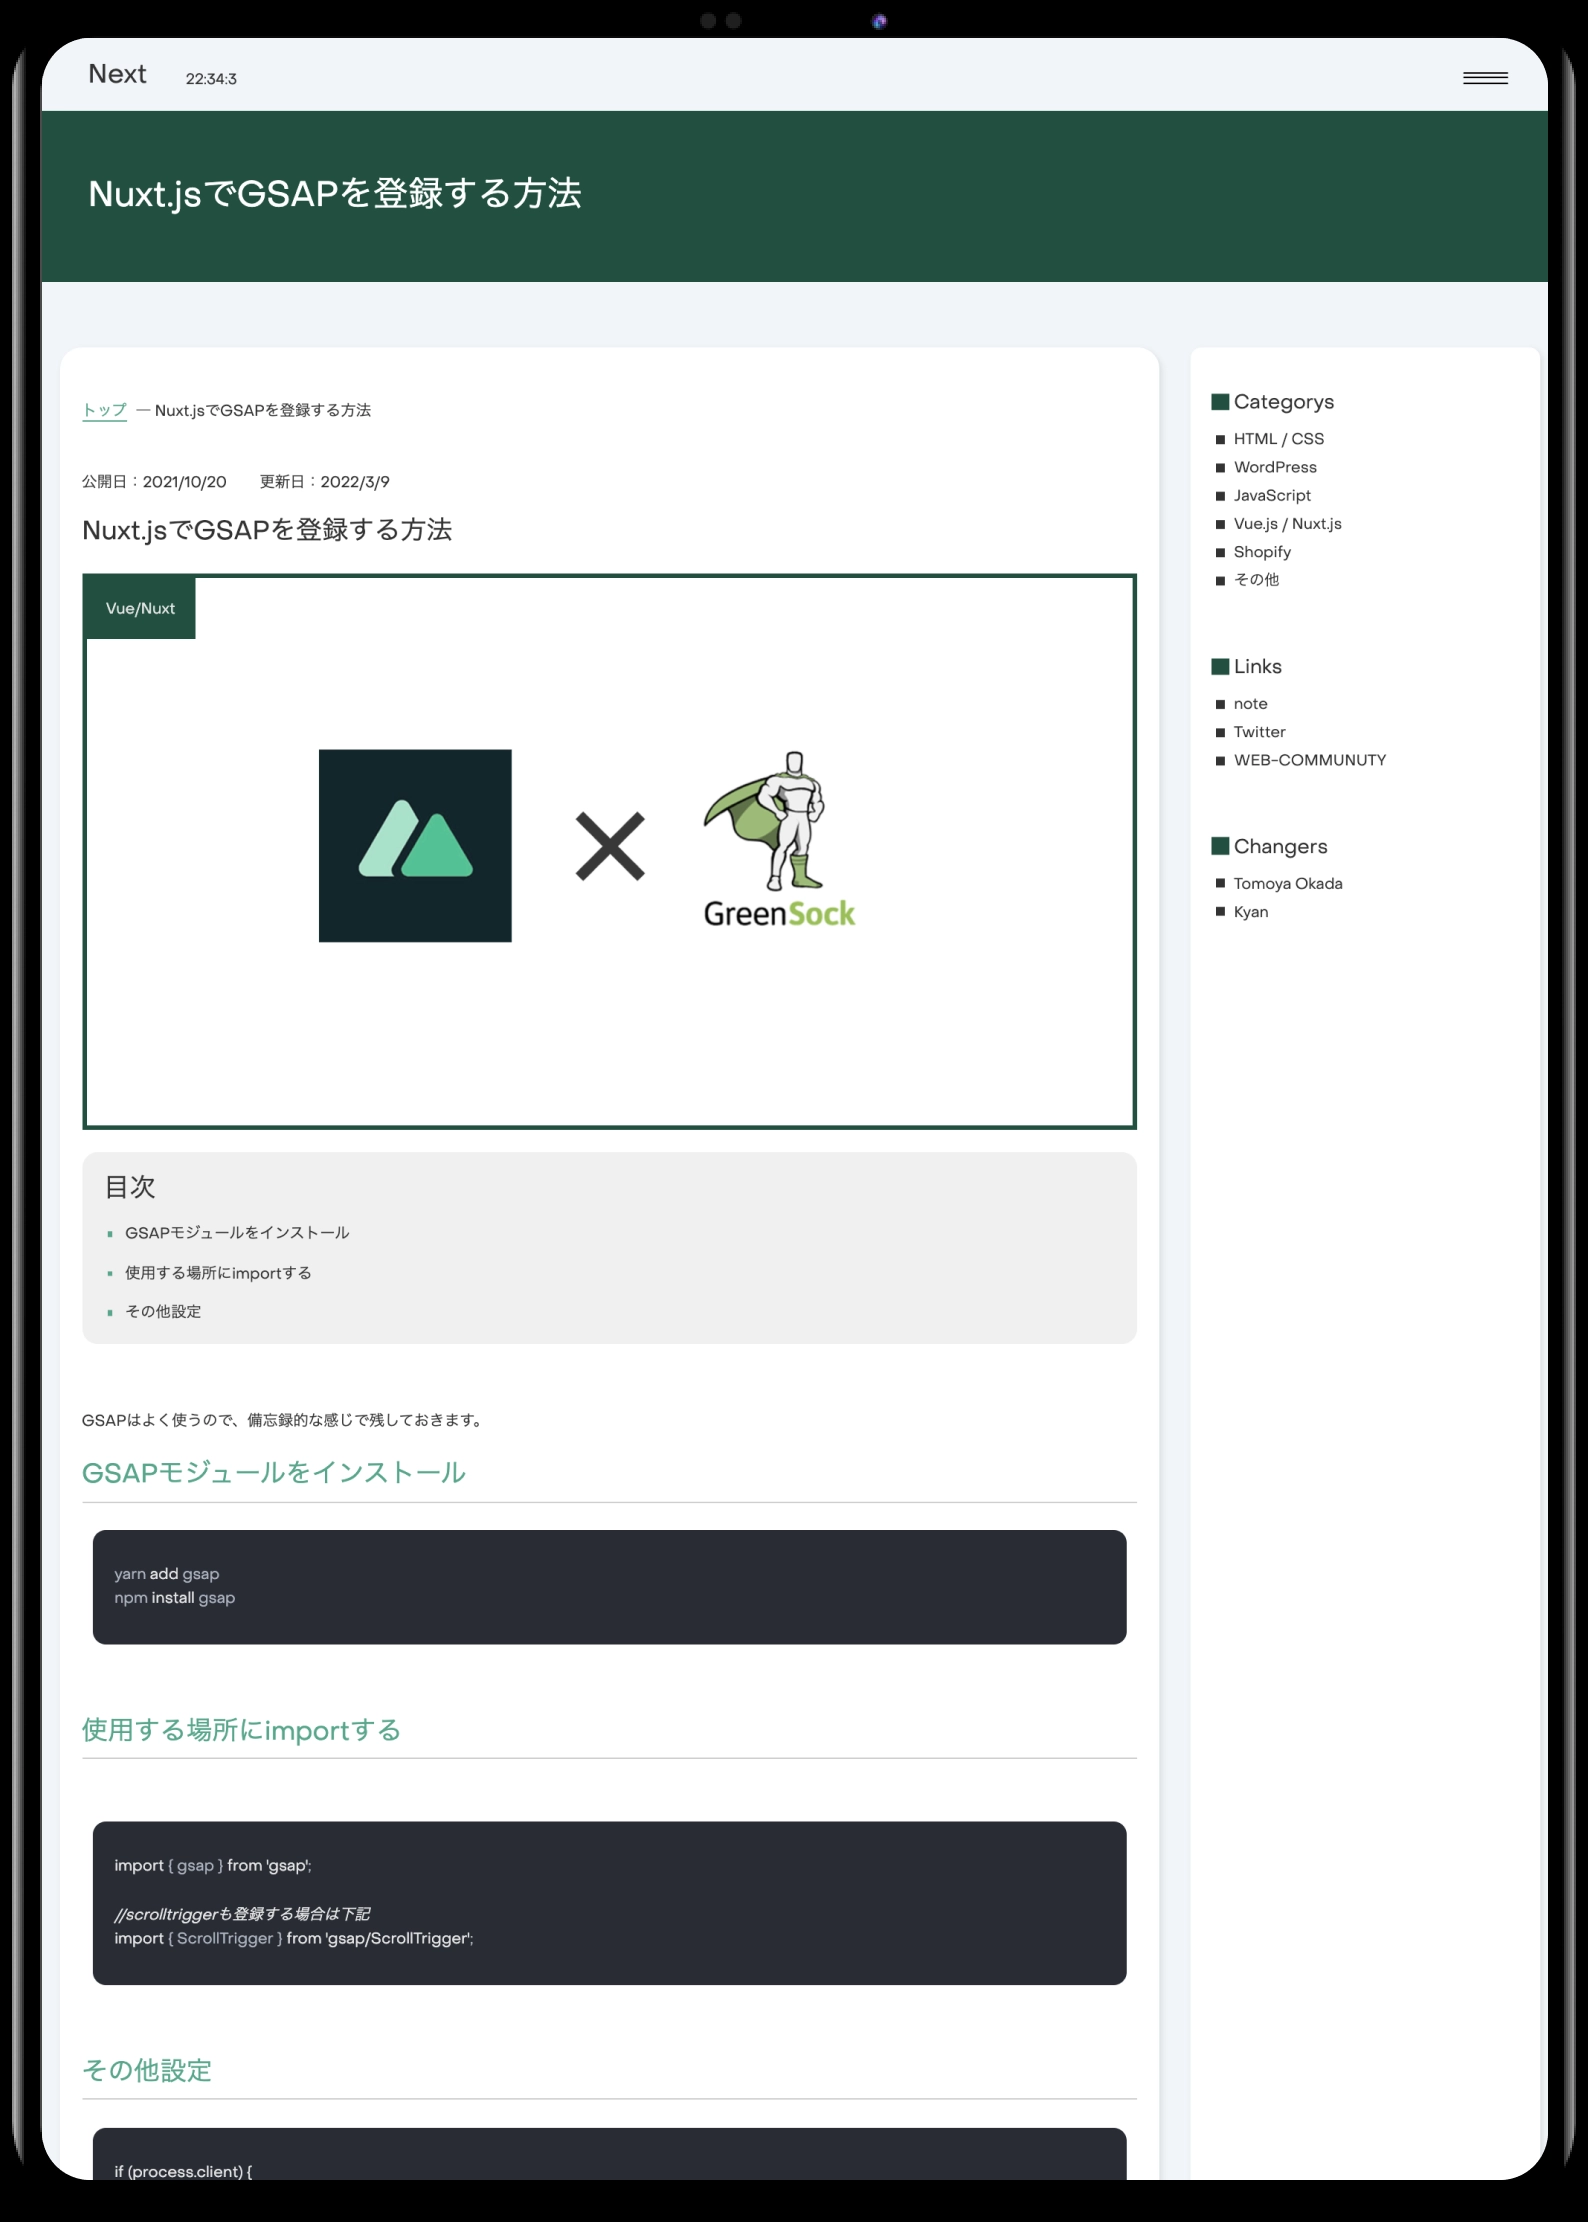 Next
22:34:3
Nuxt.jsでGSAPを登録する方法
トップ — Nuxt.jsでGSAPを登録する方法
公開日：2021/10/20 更新日：2022/3/9
Nuxt.jsでGSAPを登録する方法
Vue/Nuxt
GreenSock
目次
GSAPモジュールをインストール
使用する場所にimportする
その他設定
GSAPはよく使うので、備忘録的な感じで残しておきます。
GSAPモジュールをインストール
yarn add gsap
npm install gsap
使用する場所にimportする
import { gsap } from 'gsap';
//scrolltriggerも登録する場合は下記
import { ScrollTrigger } from 'gsap/ScrollTrigger';
その他設定
if (process.client) {
Categorys
HTML / CSS
WordPress
JavaScript
Vue.js / Nuxt.js
Shopify
その他
Links
note
Twitter
WEB-COMMUNUTY
Changers
Tomoya Okada
Kyan